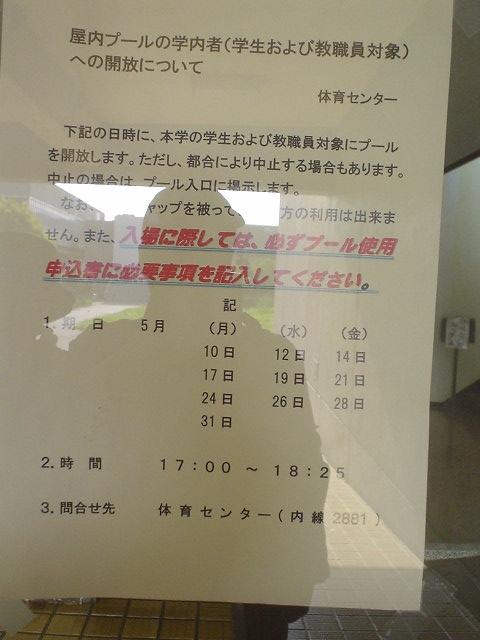 屋内プールの学内者(学生および教職員対象)
への開放について
体育センター
下記の日時に、本学の学生および教職員対象にプール
を開放します。ただし、都合により中止する場合もあります。
中止の場合は、プール入口に掲示します。
なお ャップを被って 方の利用は出来ま
せん。また、入場に際しては、必ずプール使用
申込書に必要事項を記入してください。
記
1. 期 日 5月 (月) (水) (金)
10日 12日 14日
17日 19日 21日
24日 26日 28日
31日
2. 時 間 17:00 ~ 18:25
3. 問合せ先 体育センター(内線 2881)